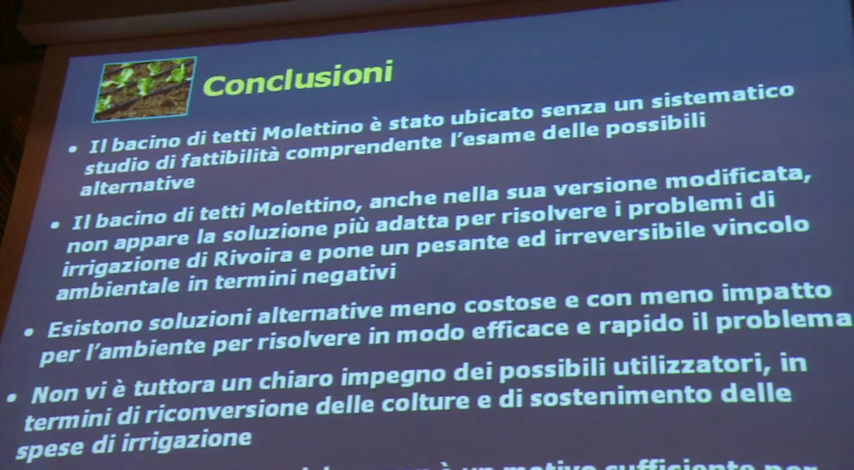 Conclusioni
• Il bacino di tetti Molettino è stato ubicato senza un sistematico
studio di fattibilità comprendente l'esame delle possibili
alternative
• Il bacino di tetti Molettino, anche nella sua versione modificata,
non appare la soluzione più adatta per risolvere i problemi di
irrigazione di Rivoira e pone un pesante ed irreversibile vincolo
ambientale in termini negativi
• Esistono soluzioni alternative meno costose e con meno impatto
per l'ambiente per risolvere in modo efficace e rapido il problema
• Non vi è tuttora un chiaro impegno dei possibili utilizzatori, in
termini di riconversione delle colture e di sostenimento delle
spese di irrigazione
è un motivo sufficiente per